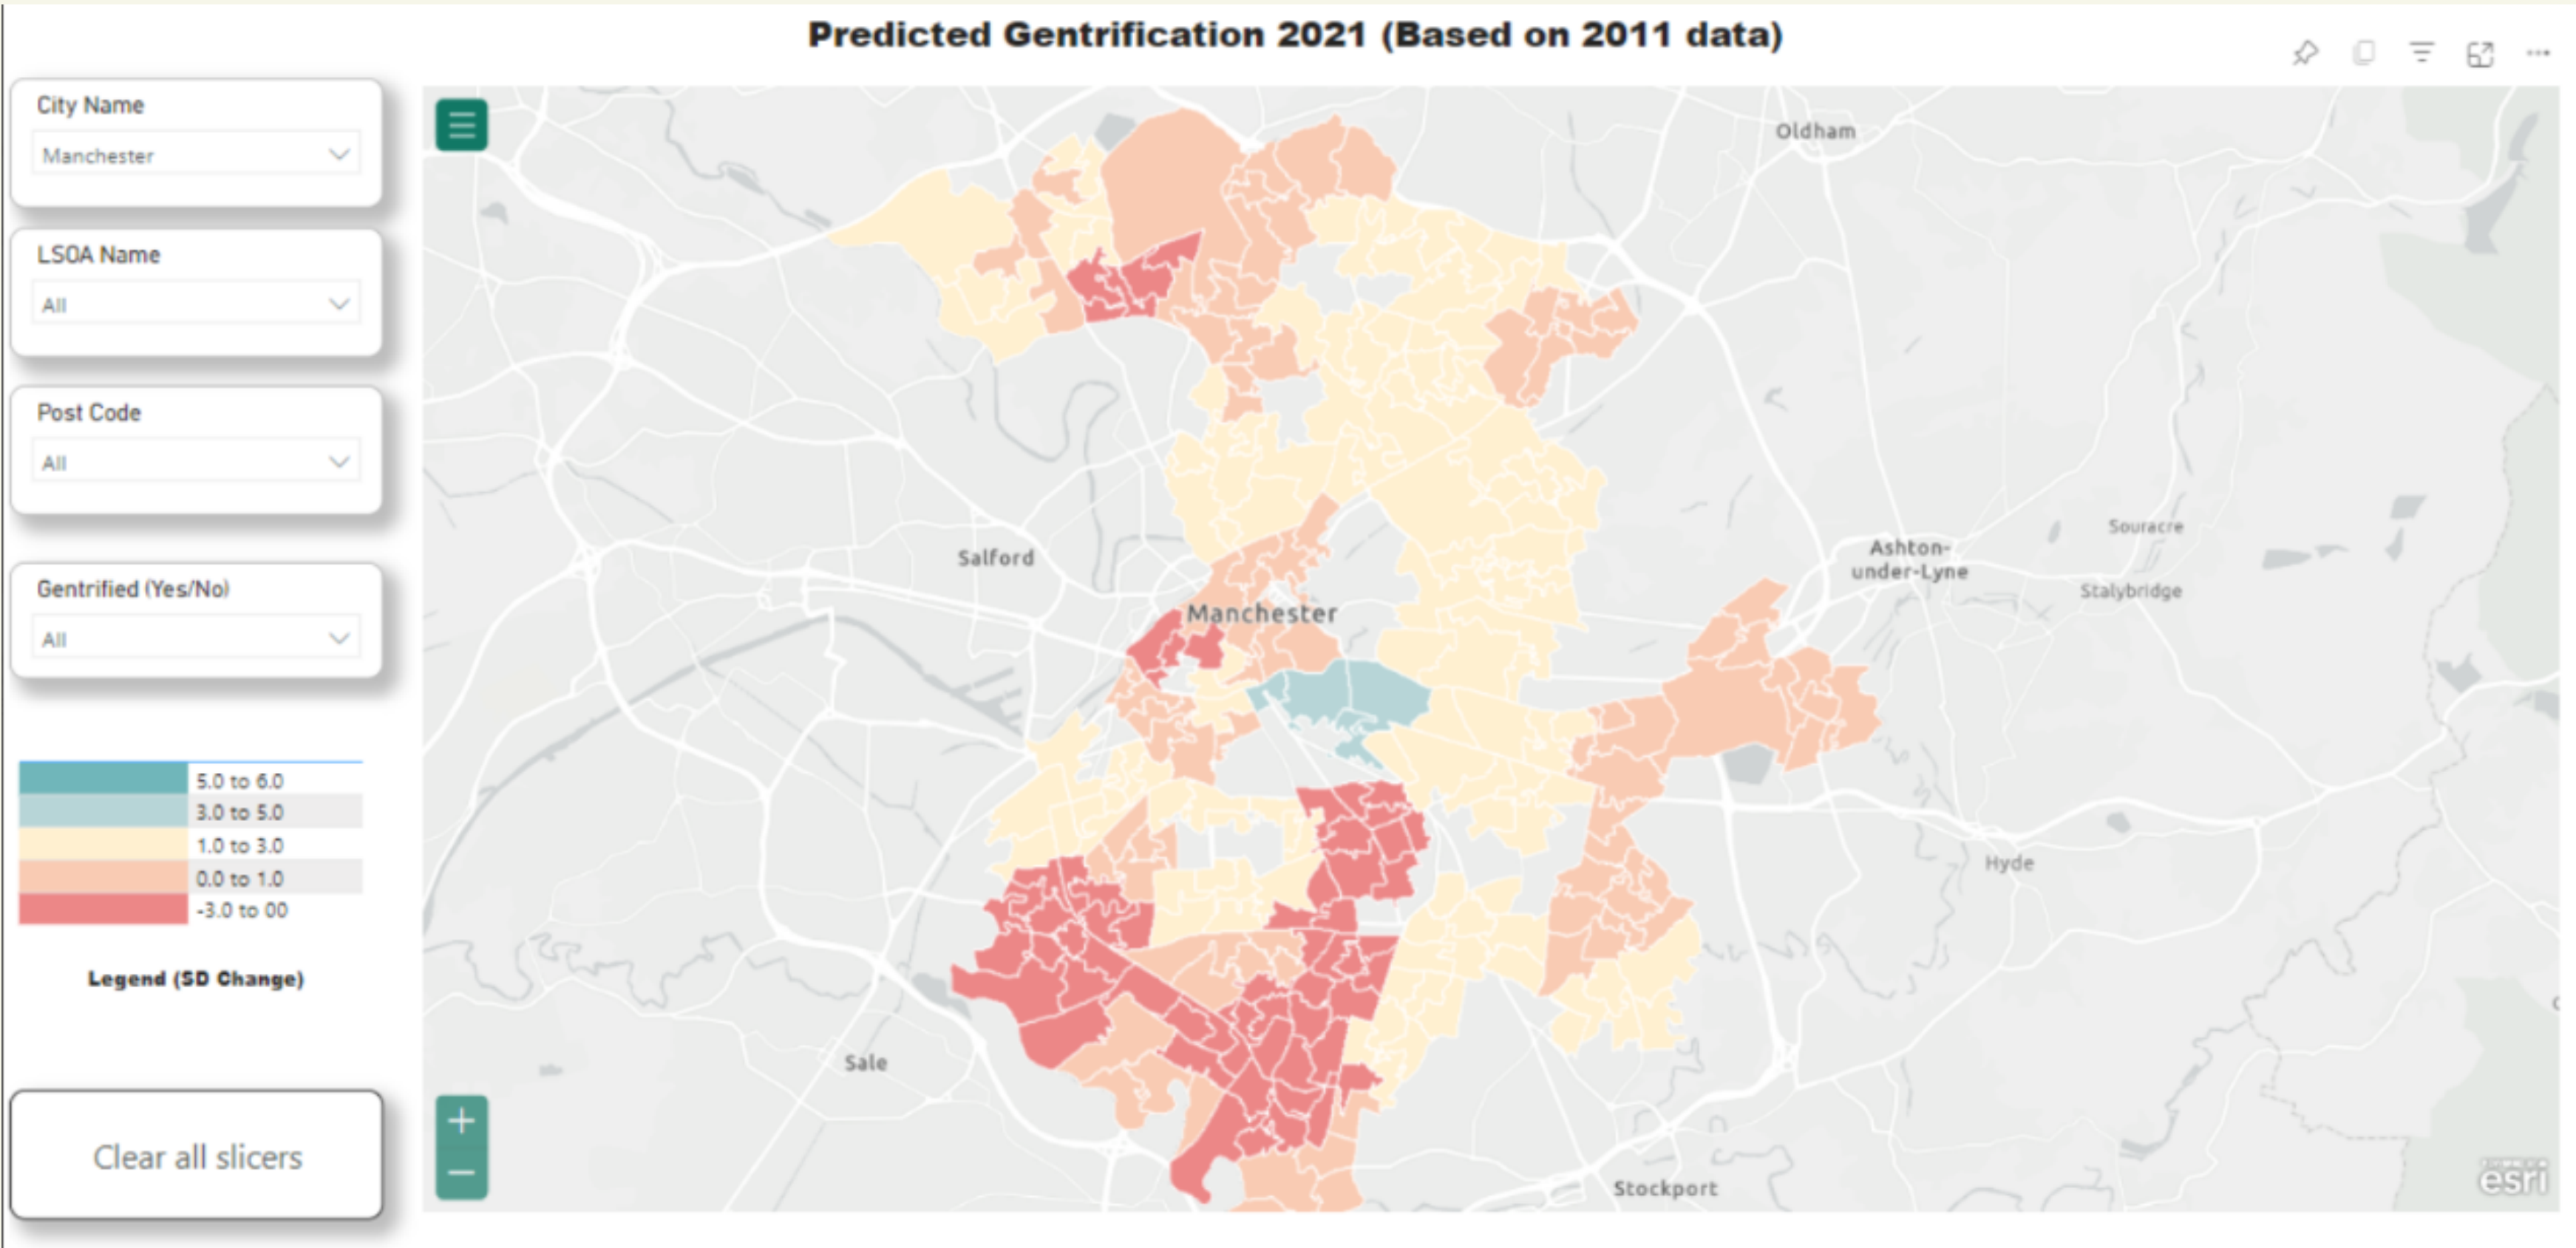 Predicted Gentrification 2021 (Based on 2011 data)
City Name
Manchester
LSOA Name
All
Post Code
All
Gentrified (Yes/No)
All
5.0 to 6.0
3.0 to 5.0
1.0 to 3.0
0.0 to 1.0
-3.0 to 00
Legend (SD Change)
Clear all slicers
Oldham
Salford
Manchester
Ashton-
under-Lyne
Souracre
Stalybridge
Hyde
Sale
Stockport
esri